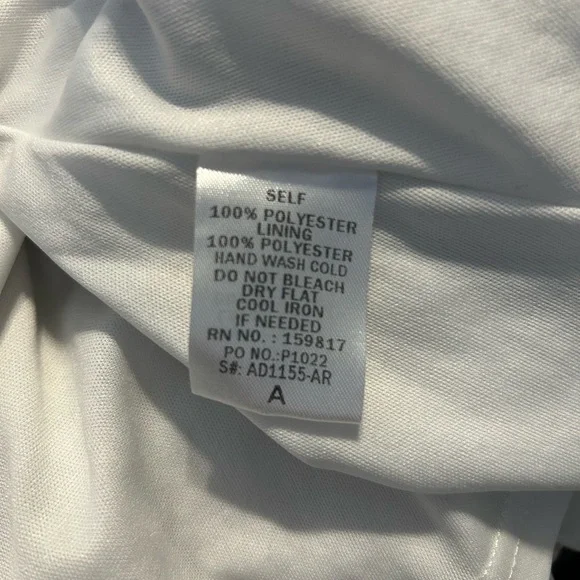 SELF
100% POLYESTER
LINING
100% POLYESTER
HAND WASH COLD
DO NOT BLEACH
DRY FLAT
COOL IRON
IF NEEDED
RN NO. : 159817
PO NO.:P1022
S#: AD1155-AR
A